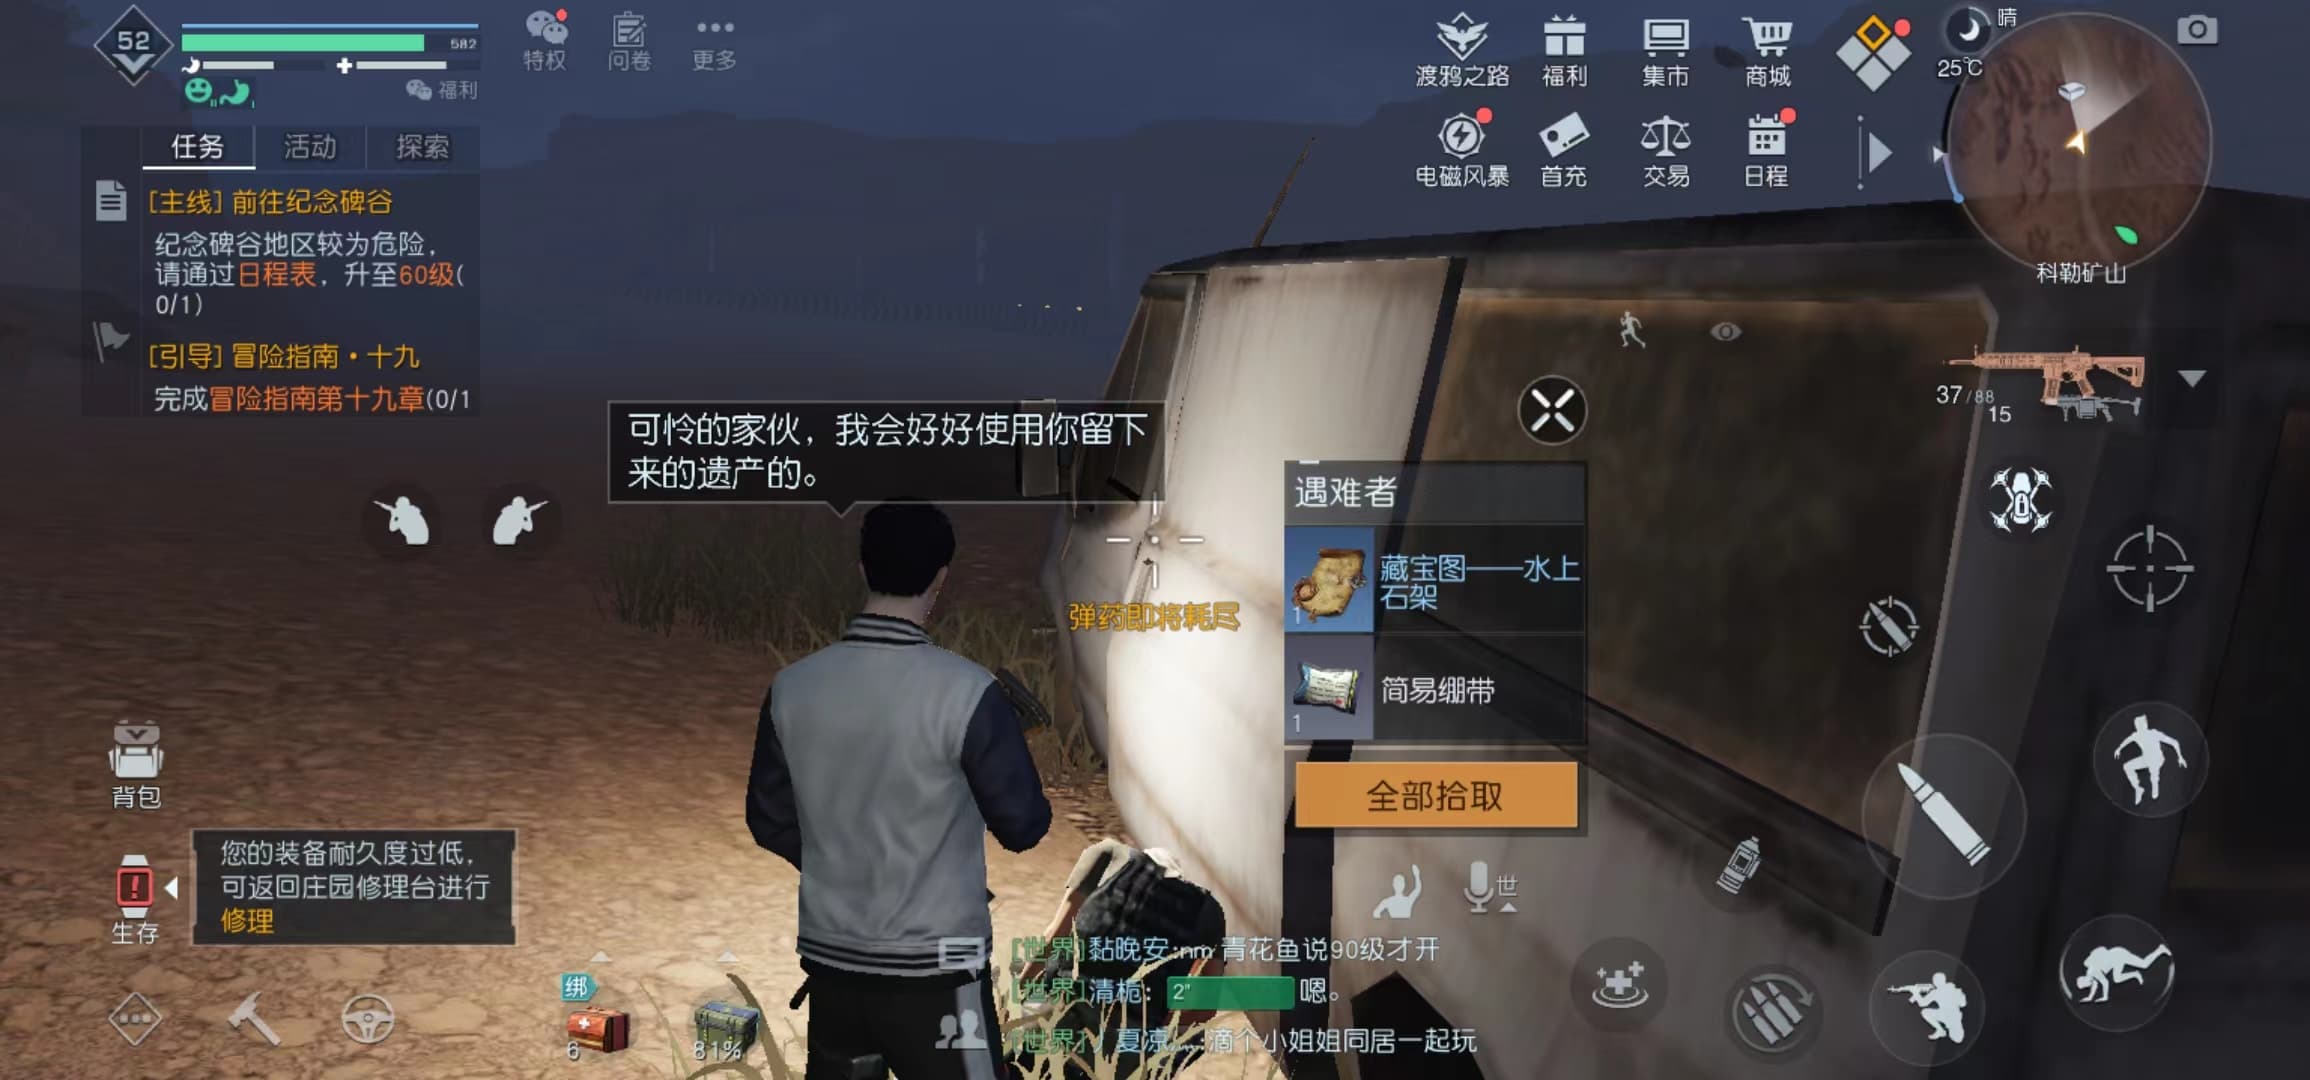 52
582
特权
问卷
更多
福利
渡鸦之路
福利
集市
商城
晴
25℃
电磁风暴
首充
交易
日程
科勒矿山
任务
活动
探索
[主线] 前往纪念碑谷
纪念碑谷地区较为危险，
请通过日程表，升至60级(
0/1)
[引导] 冒险指南·十九
完成冒险指南第十九章(0/1
37/88
15
可怜的家伙，我会好好使用你留下
来的遗产的。
遇难者
藏宝图——水上
石架
1
弹药即将耗尽
简易绷带
1
全部拾取
背包
您的装备耐久度过低，
可返回庄园修理台进行
修理
生存
世
绑
6
81%
[世界]黏晚安:nm 青花鱼说90级才开
[世界]清栀：2" 嗯。
夏凉
滴个小姐姐同居一起玩